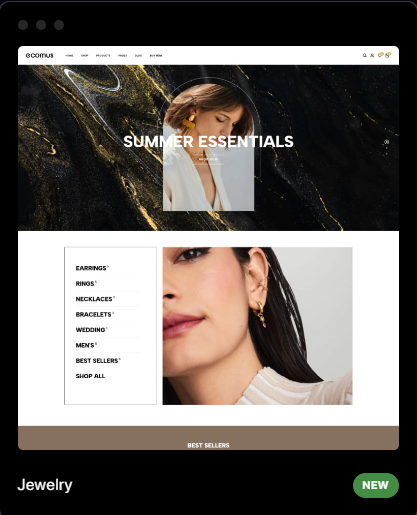 ecomus
HOME SHOP PRODUCTS PAGES BLOG BUY NOW
SUMMER ESSENTIALS
EARRINGS
RINGS
NECKLACES
BRACELETS
WEDDING
MEN'S
BEST SELLERS
SHOP ALL
BEST SELLERS
Jewelry
NEW